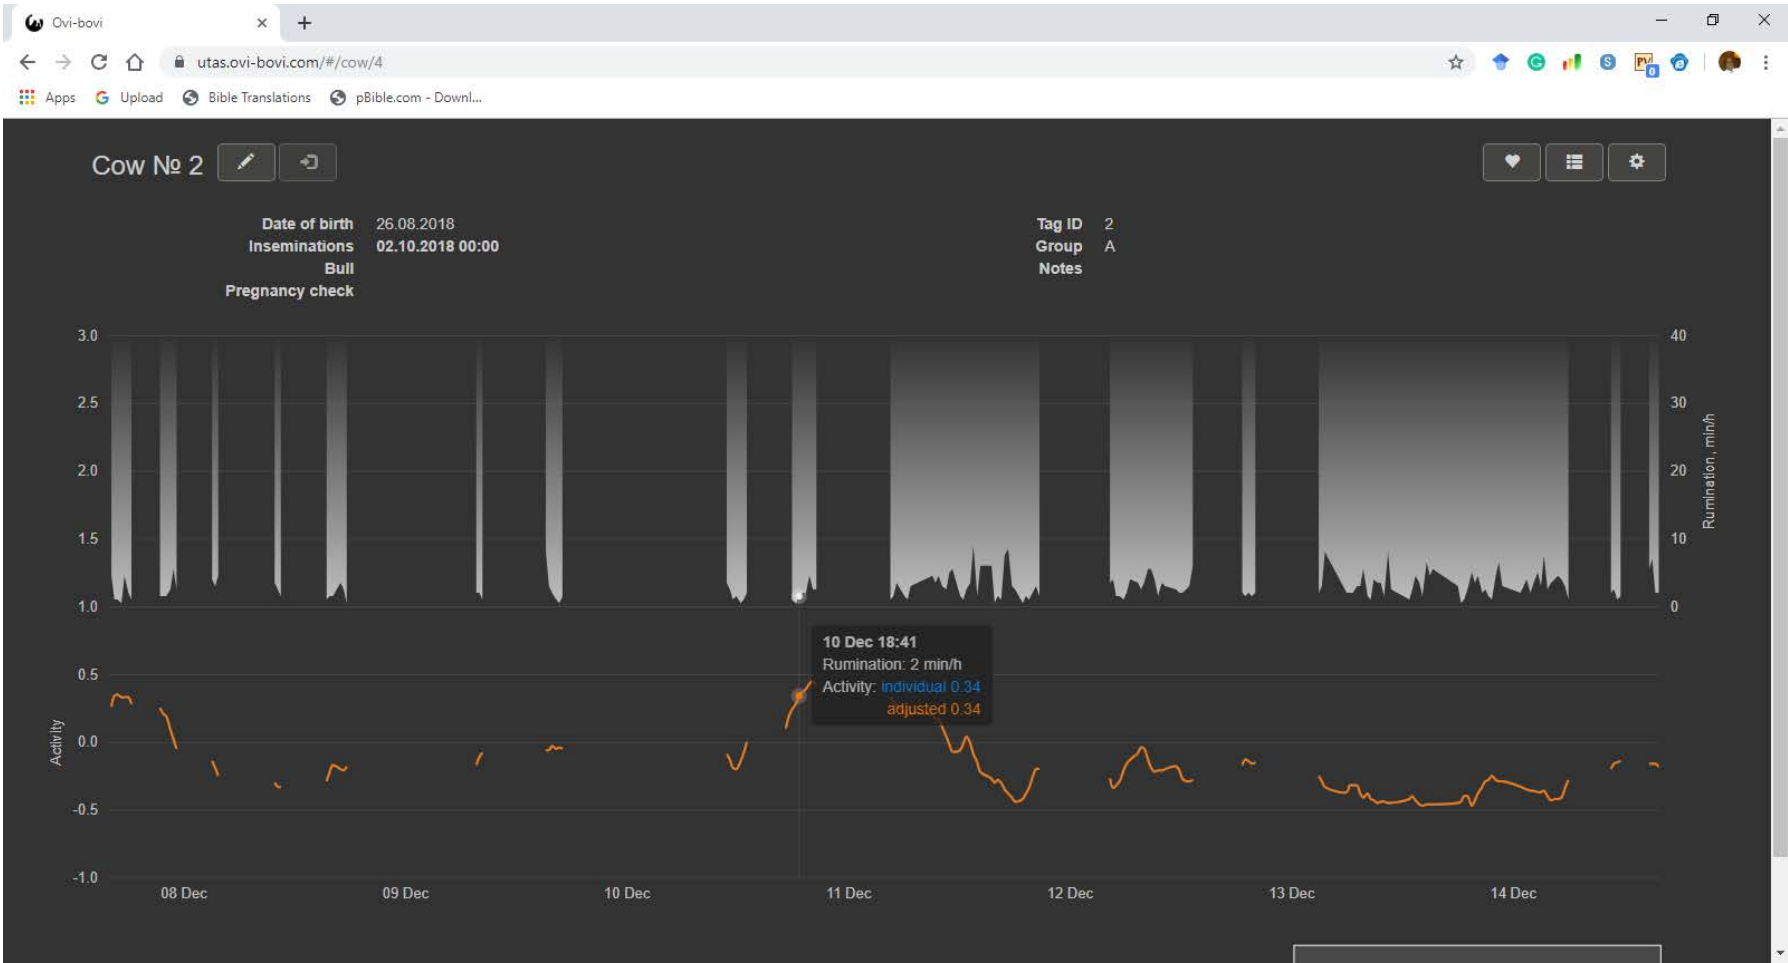 Ovi-bovi
utas.ovi-bovi.com/#/cow/4
Apps Upload Bible Translations pBible.com - Downl...
Cow № 2
Date of birth 26.08.2018
Inseminations 02.10.2018 00:00
Bull
Pregnancy check
Tag ID 2
Group A
Notes
3.0
2.5
2.0
1.5
1.0
0.5
0.0
-0.5
-1.0
Activity
40
30
20
10
0
Rumination, min/h
10 Dec 18:41
Rumination: 2 min/h
Activity: individual 0.34
adjusted 0.34
08 Dec 09 Dec 10 Dec 11 Dec 12 Dec 13 Dec 14 Dec